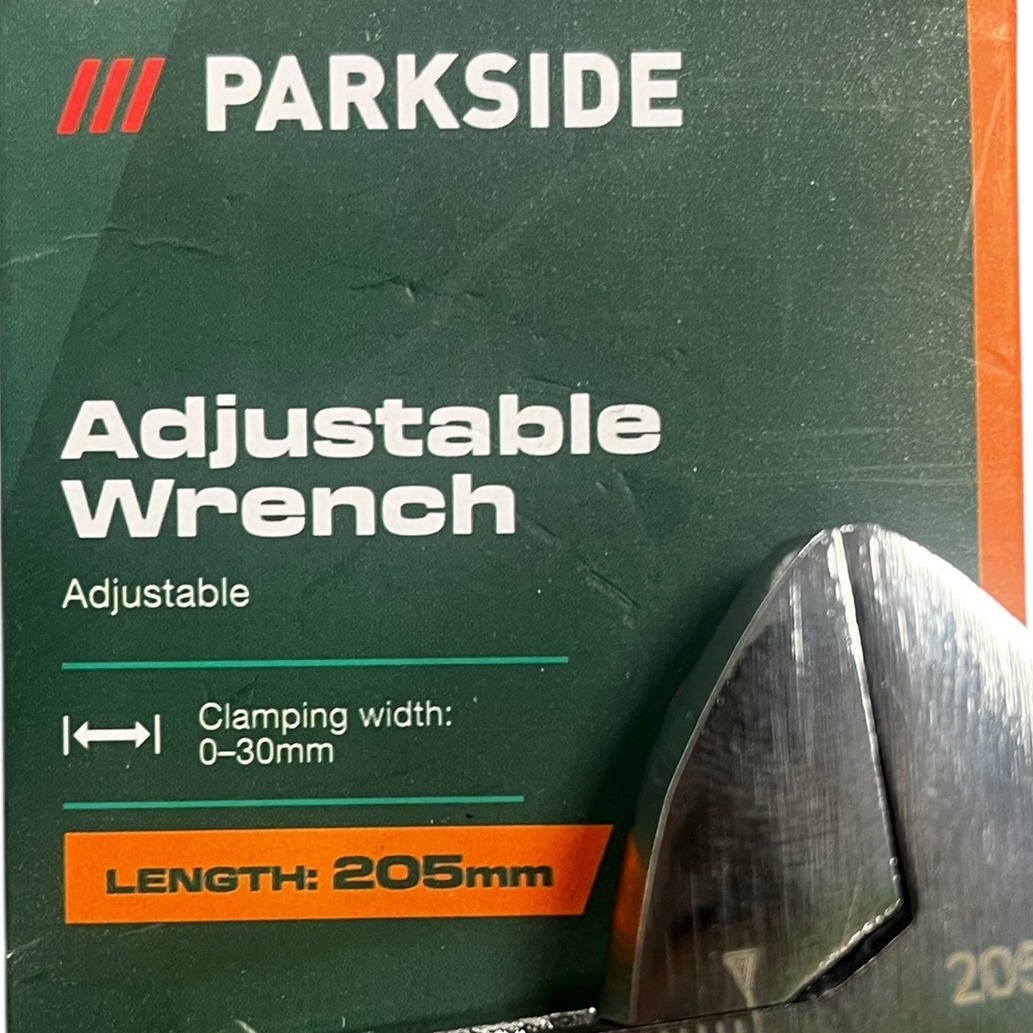 PARKSIDE
Adjustable
Wrench
Adjustable
Clamping width:
0–30mm
LENGTH: 205mm
205